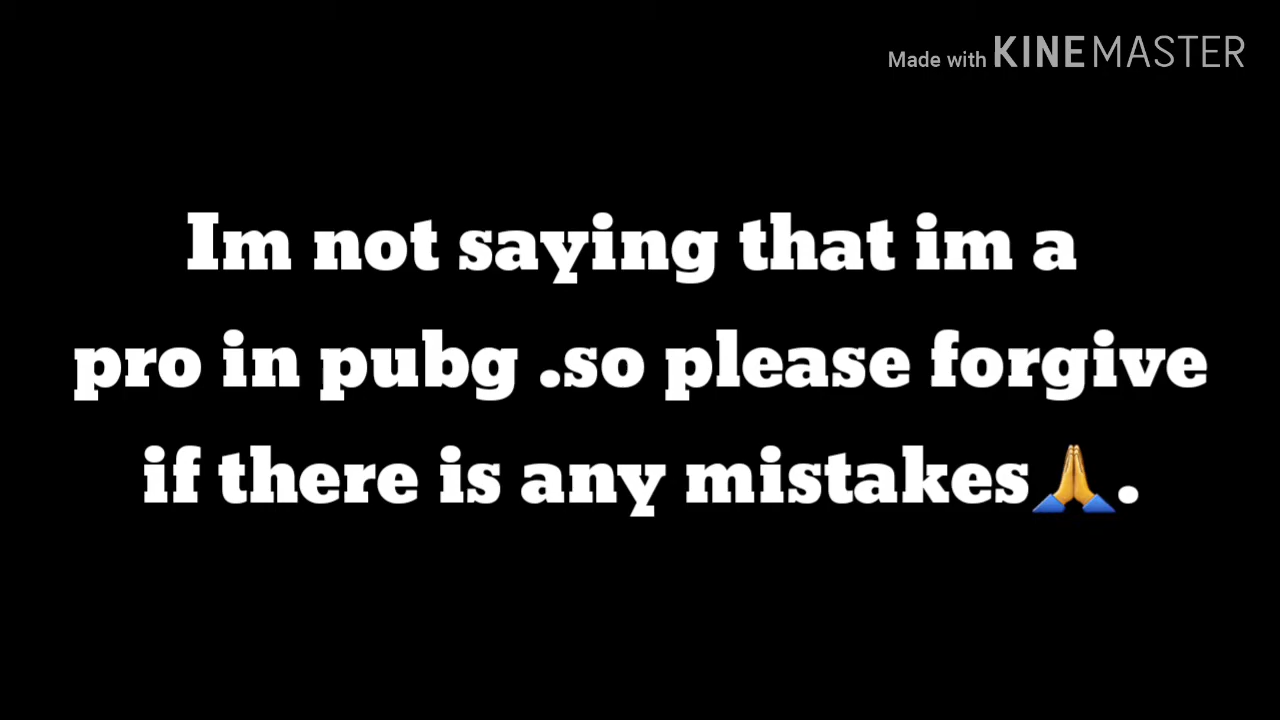 Made with KINEMASTER
Im not saying that im a
pro in pubg .so please forgive
if there is any mistakes🙏.